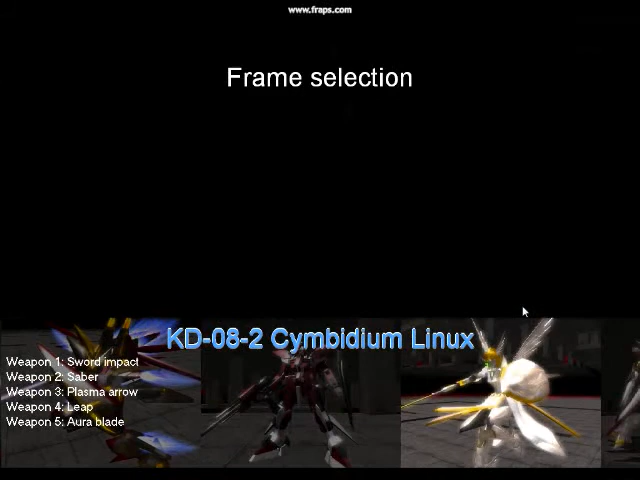 www.fraps.com
Frame selection
KD-08-2 Cymbidium Linux
Weapon 1: Sword impact
Weapon 2: Saber
Weapon 3: Plasma arrow
Weapon 4: Leap
Weapon 5: Aura blade